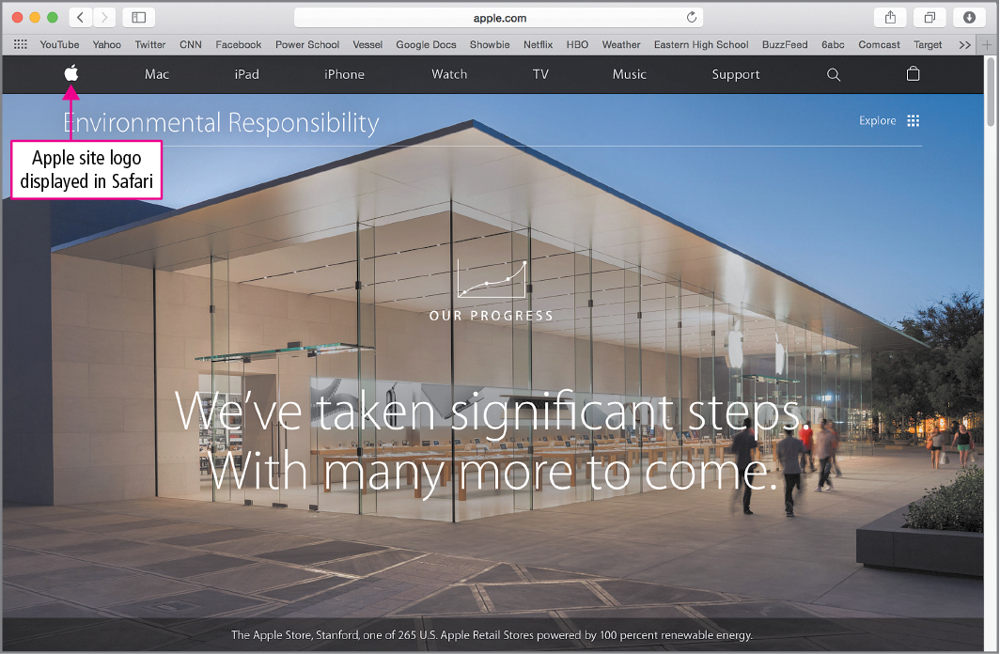 apple.com
YouTube Yahoo Twitter CNN Facebook Power School Vessel Google Docs Showbie Netflix HBO Weather Eastern High School BuzzFeed 6abc Comcast Target >>
Mac iPad iPhone Watch TV Music Support
Environmental Responsibility
Explore
Apple site logo
displayed in Safari
OUR PROGRESS
We’ve taken significant steps.
With many more to come.
The Apple Store, Stanford, one of 265 U.S. Apple Retail Stores powered by 100 percent renewable energy.